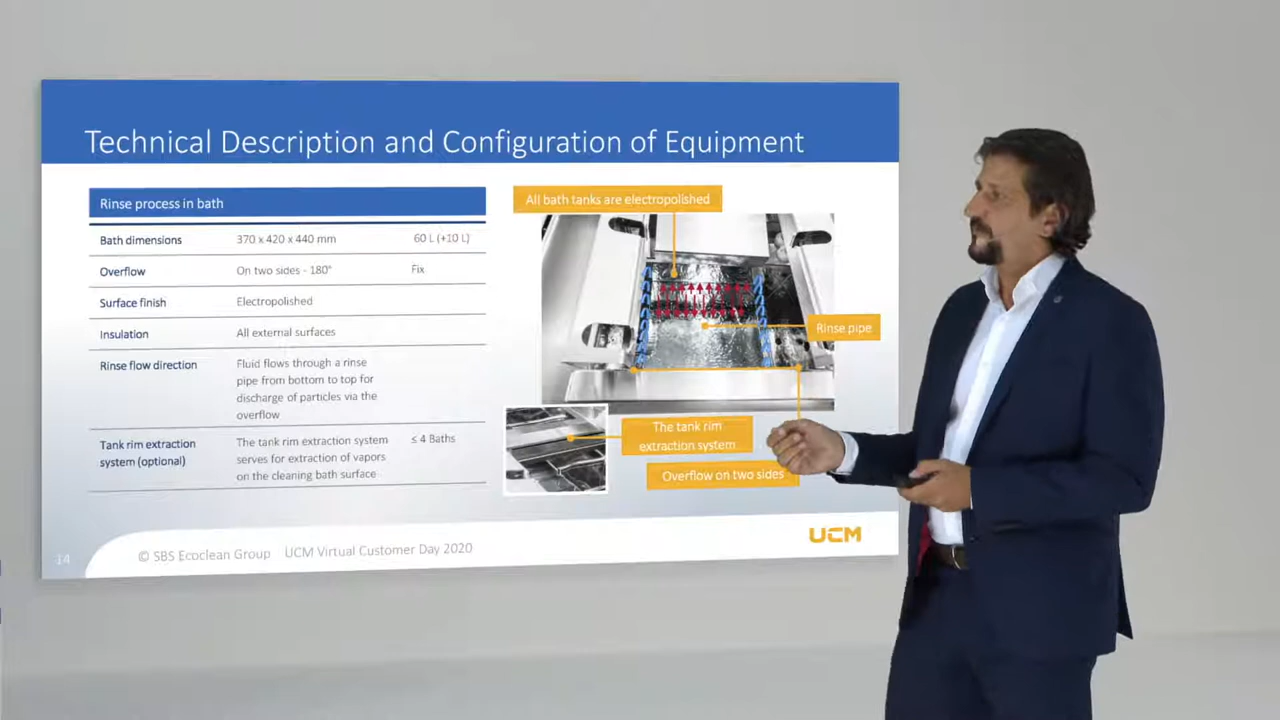 Technical Description and Configuration of Equipment
Rinse process in bath
Bath dimensions 370 x 420 x 440 mm 60 L (+10 L)
Overflow On two sides - 180° Fix
Surface finish Electropolished
Insulation All external surfaces
Rinse flow direction Fluid flows through a rinse
pipe from bottom to top for
discharge of particles via the
overflow
Tank rim extraction The tank rim extraction system ≤ 4 Baths
system (optional) serves for extraction of vapors
on the cleaning bath surface
All bath tanks are electropolished
Rinse pipe
The tank rim
extraction system
Overflow on two sides
14
© SBS Ecoclean Group UCM Virtual Customer Day 2020
UCM